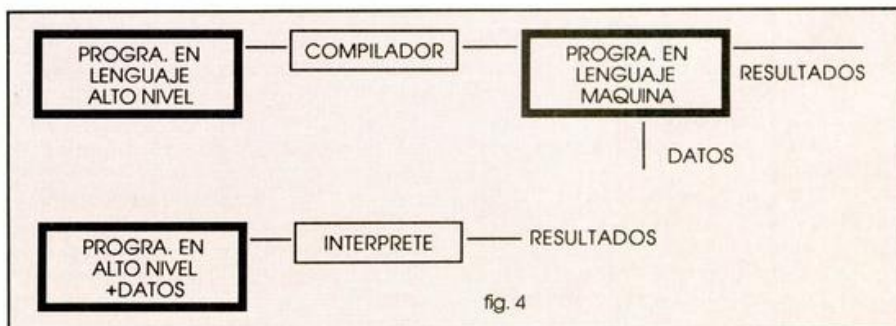 PROGRA. EN
LENGUAJE
ALTO NIVEL
COMPILADOR
PROGRA. EN
LENGUAJE
MAQUINA
RESULTADOS
DATOS
PROGRA. EN
ALTO NIVEL
+DATOS
INTERPRETE
RESULTADOS
fig. 4